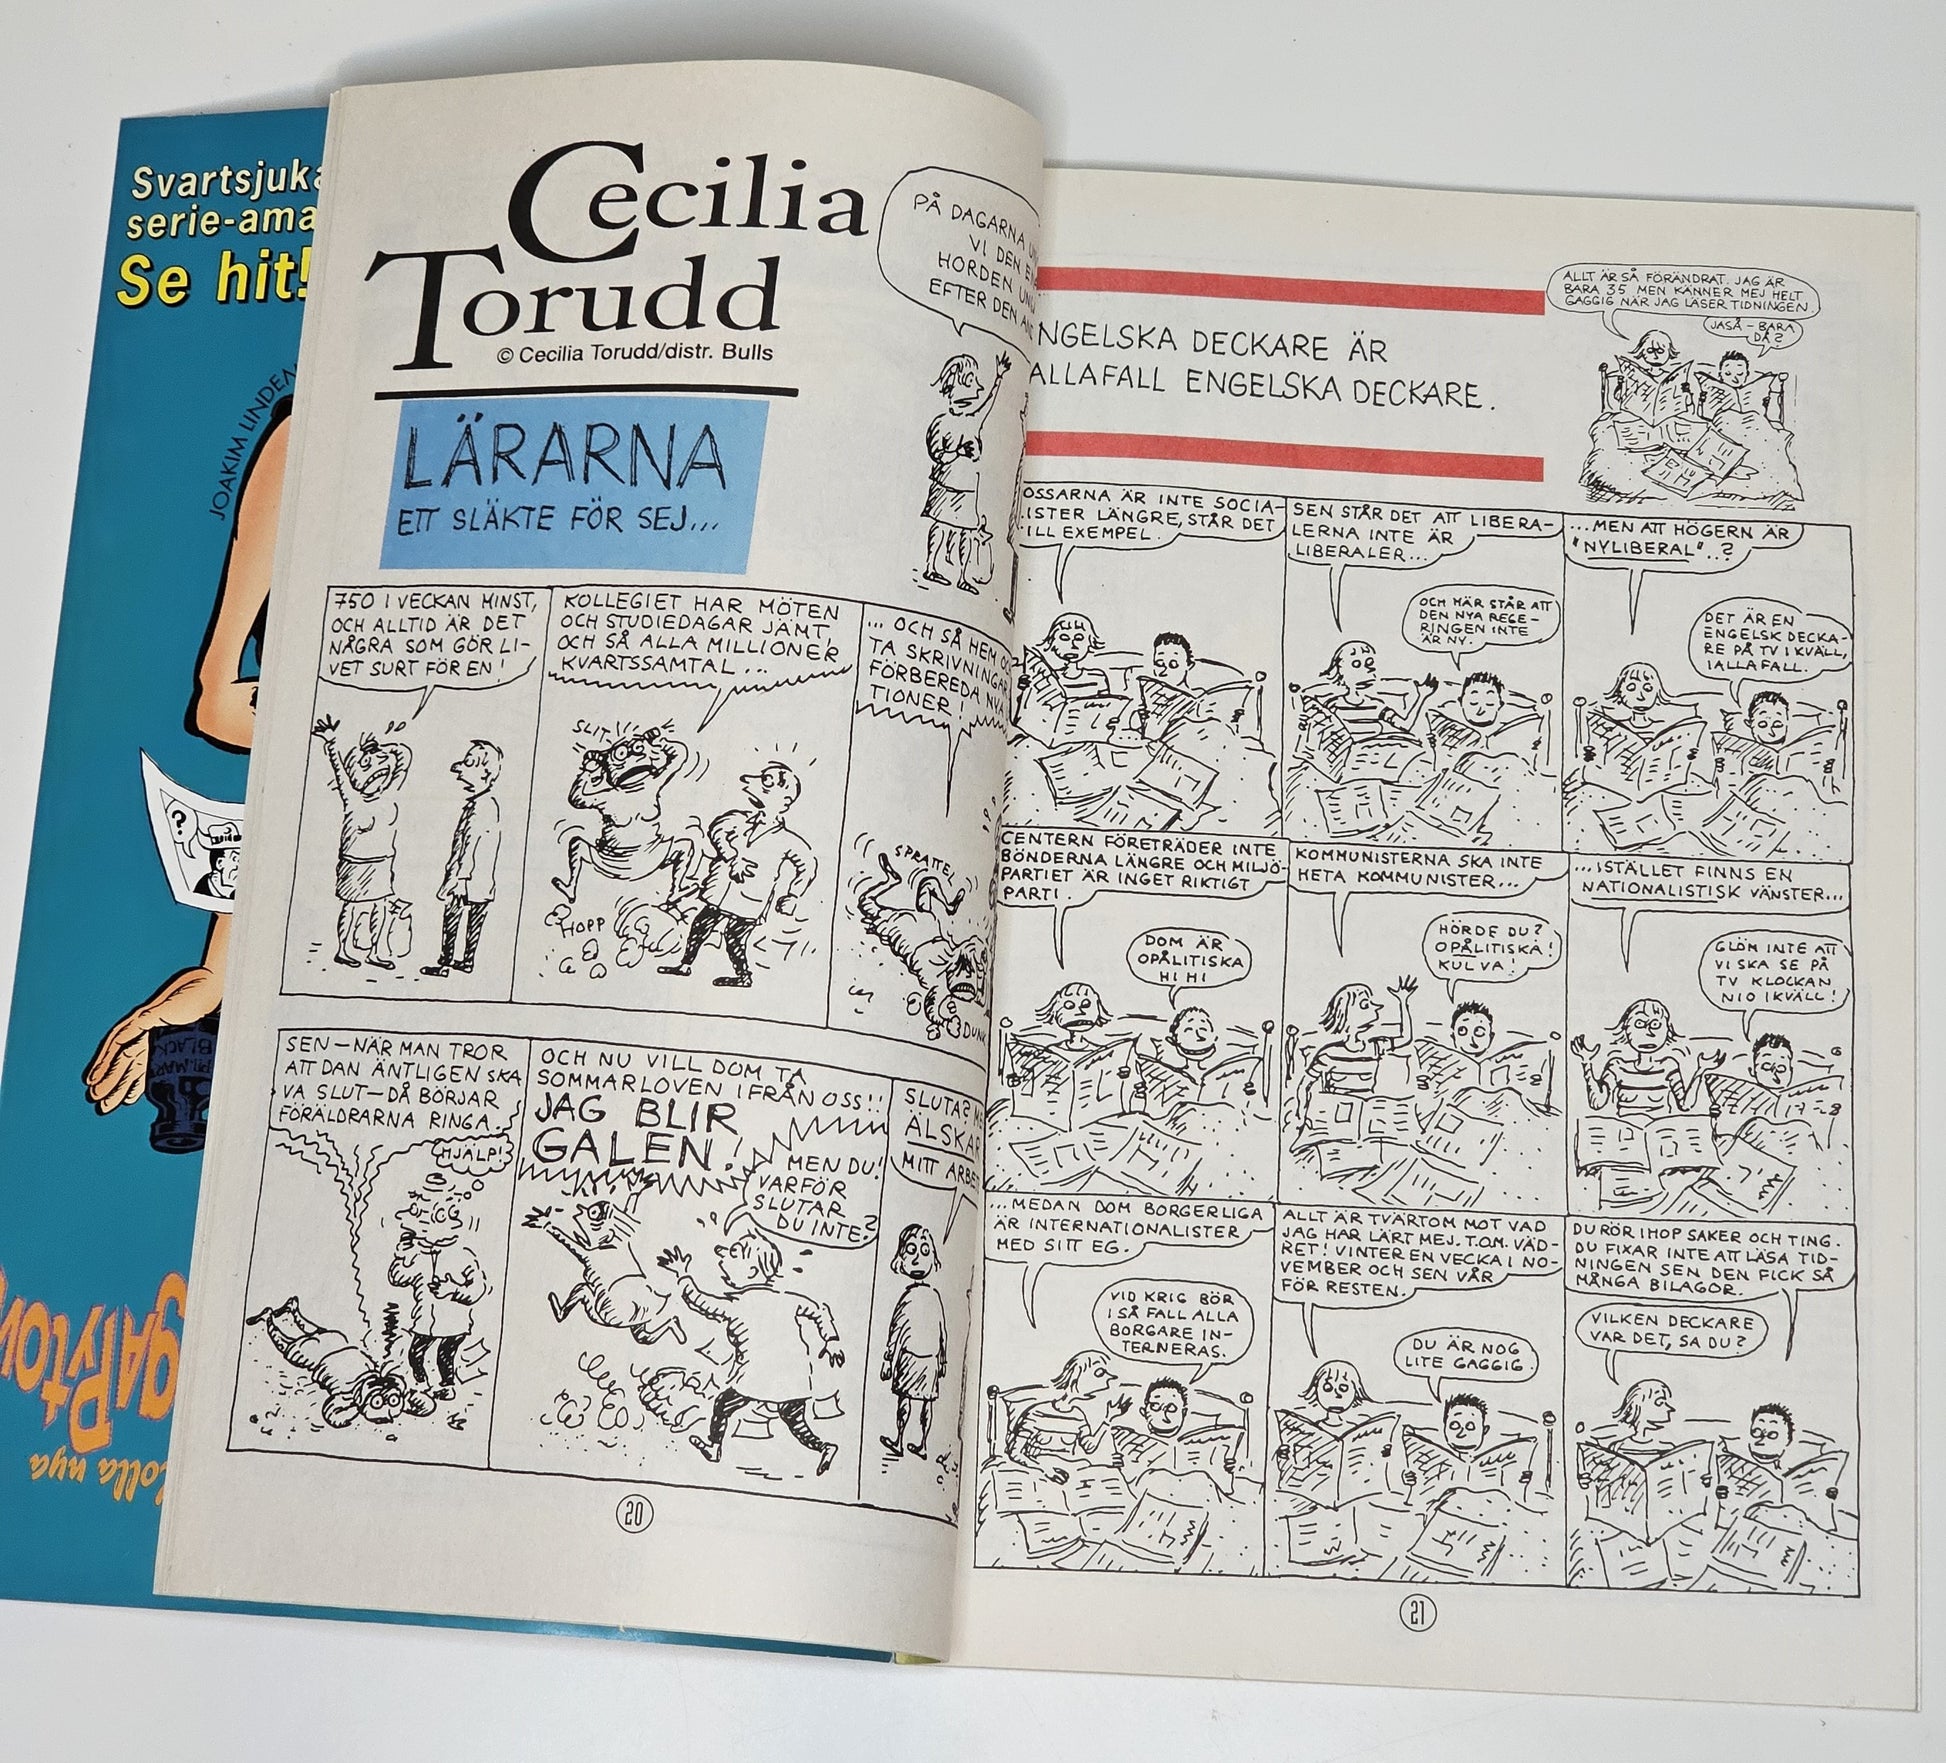 Svartsjuka
serie-ama
Se hit!
JOAKIM LINDEN
?
Kolla nya
Cecilia
Torudd
© Cecilia Torudd/distr. Bulls
LÄRARNA
ETT SLÄKTE FÖR SEJ...
PÅ DAGARNA
VI DEN
HORDEN
EFTER DEN
750 I VECKAN MINST,
OCH ALLTID ÄR DET
NÅGRA SOM GÖR LI-
VET SURT FÖR EN!
KOLLEGIET HAR MÖTEN
OCH STUDIEDAGAR JÄMT,
OCH SÅ ALLA MILLIONER
KVARTSSAMTAL...
SLIT
HOPP
... OCH SÅ HEM O
TA SKRIVNINGAR
FÖRBEREDA
TIONER!
SPRATTEL
DUNK
SEN—NÄR MAN TROR
ATT DAN ÄNTLIGEN SKA
VA SLUT—DÅ BÖRJAR
FÖRÄLDRARNA RINGA.
HJÄLP!
OCH NU VILL DOM TA
SOMMARLOVEN IFRÅN OSS!!
JAG BLIR
GALEN!
MEN DU!
VARFÖR
SLUTAR
DU INTE?
SLUTAR
ÄLSKAR
MITT ARBE
20
NGELSKA DECKARE ÄR
ALLAFALL ENGELSKA DECKARE.
ALLT ÄR SÅ FÖRÄNDRAT. JAG ÄR
BARA 35 MEN KÄNNER MEJ HELT
GAGGIG NÄR JAG LÄSER TIDNINGEN.
JASÅ – BARA
DÅ?
OSSARNA ÄR INTE SOCIA-
LISTER LÄNGRE, STÅR DET
ILL EXEMPEL.
SEN STÅR DET ATT LIBERA-
LERNA INTE ÄR
LIBERALER...
OCH HÄR STÅR ATT
DEN NYA REGE-
RINGEN INTE
ÄR NY.
...MEN ATT HÖGERN ÄR
"NYLIBERAL"..?
DET ÄR EN
ENGELSK DECKA-
RE PÅ TV I KVÄLL,
IALLAFALL.
CENTERN FÖRETRÄDER INTE
BÖNDERNA LÄNGRE OCH MILJÖ-
PARTIET ÄR INGET RIKTIGT
PARTI.
DOM ÄR
OPÅLITISKA
HI HI
KOMMUNISTERNA SKA INTE
HETA KOMMUNISTER...
HÖRDE DU?
OPÅLITISKA!
KUL VA!
...ISTÄLLET FINNS EN
NATIONALISTISK VÄNSTER...
GLÖM INTE ATT
VI SKA SE PÅ
TV KLOCKAN
NIO I KVÄLL!
...MEDAN DOM BORGERLIGA
ÄR INTERNATIONALISTER
MED SITT EG.
VID KRIG BÖR
I SÅ FALL ALLA
BORGARE IN-
TERNERAS.
ALLT ÄR TVÄRTOM MOT VAD
JAG HAR LÄRT MEJ. T.O.M. VÄD-
RET! VINTER EN VECKA I NO-
VEMBER OCH SEN VÅR
FÖR RESTEN.
DU ÄR NOG
LITE GAGGIG.
DU RÖR IHOP SAKER OCH TING.
DU FIXAR INTE ATT LÄSA TID-
NINGEN SEN DEN FICK SÅ
MÅNGA BILAGOR.
VILKEN DECKARE
VAR DET, SA DU?
21